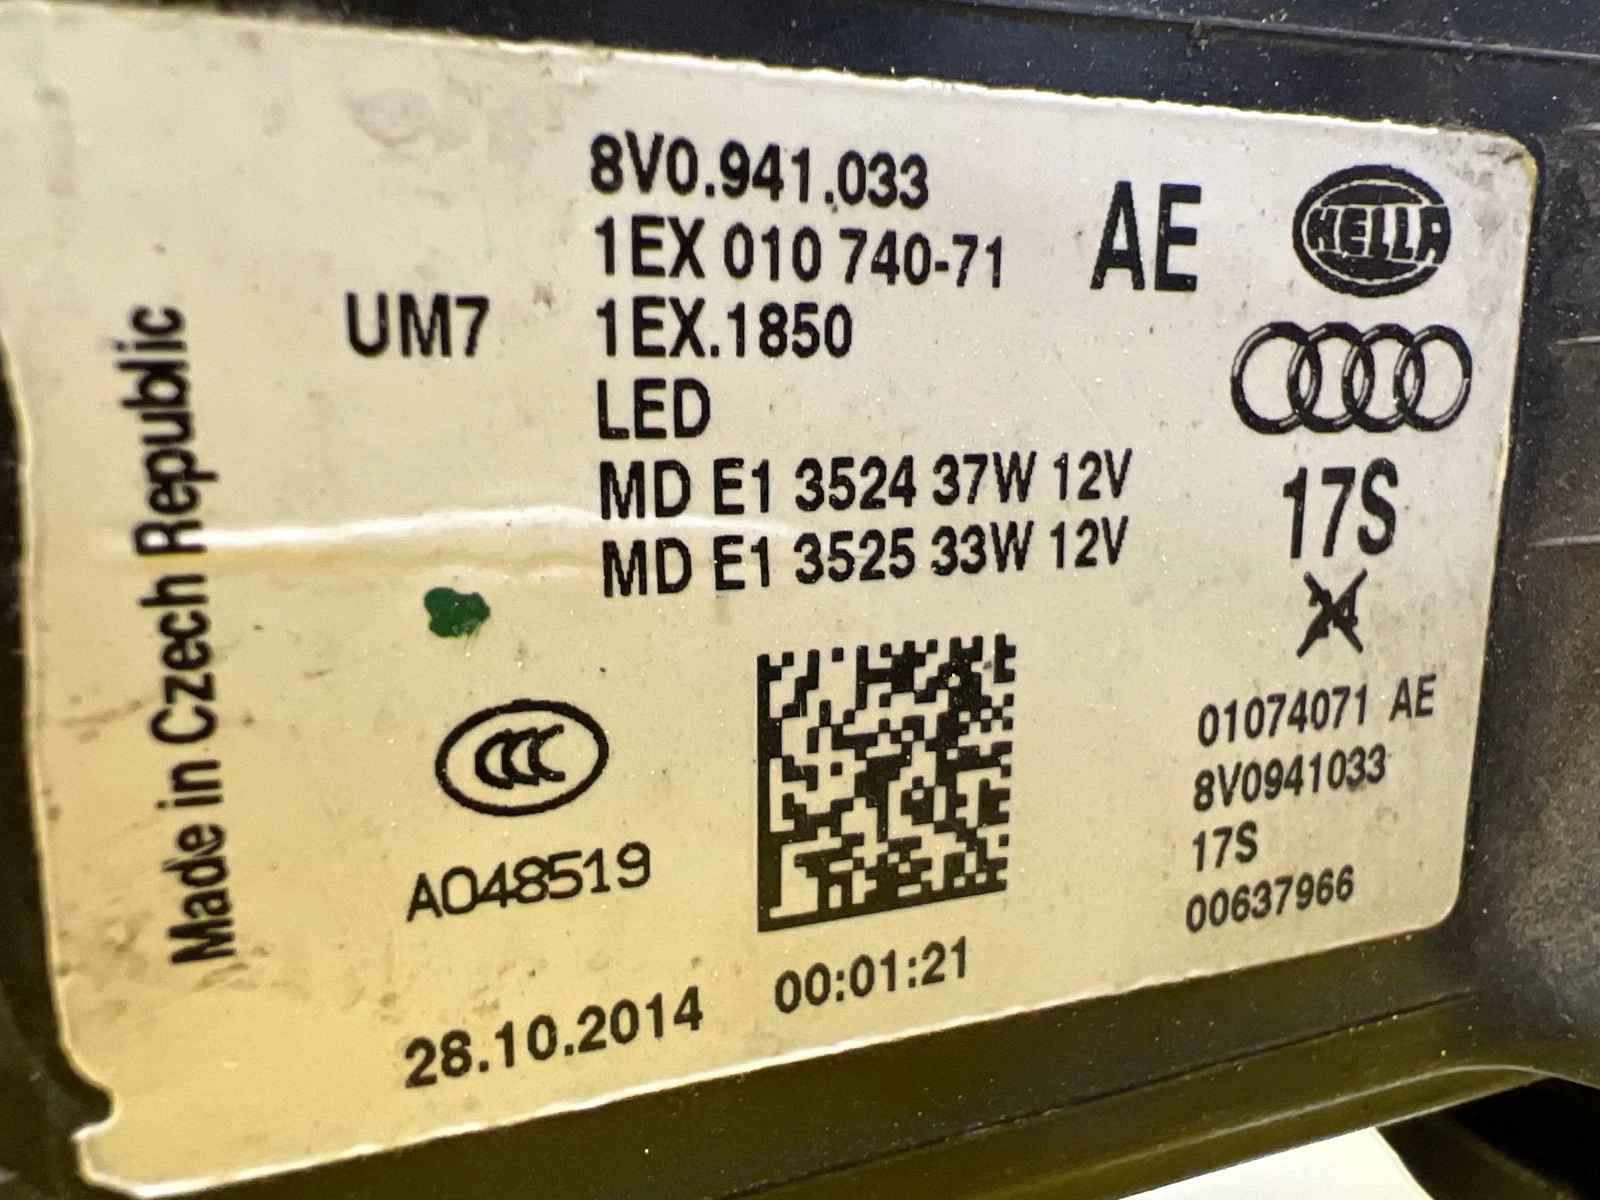 8V0.941.033
1EX 010 740-71
AE
HELLA
UM7
1EX.1850
LED
MD E1 3524 37W 12V
MD E1 3525 33W 12V
17S
24
Made in Czech Republic
CCC
A048519
01074071 AE
8V0941033
17S
00637966
28.10.2014
00:01:21